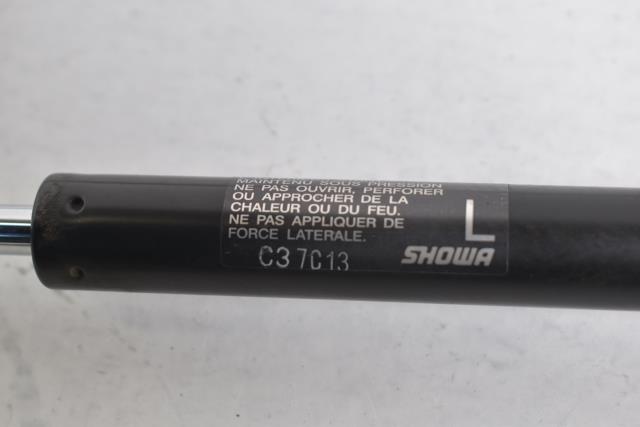 MAINTENU SOUS PRESSION
NE PAS OUVRIR, PERFORER
OU APPROCHER DE LA
CHALEUR OU DU FEU.
NE PAS APPLIQUER DE
FORCE LATERALE.
C37C13
L
SHOWA